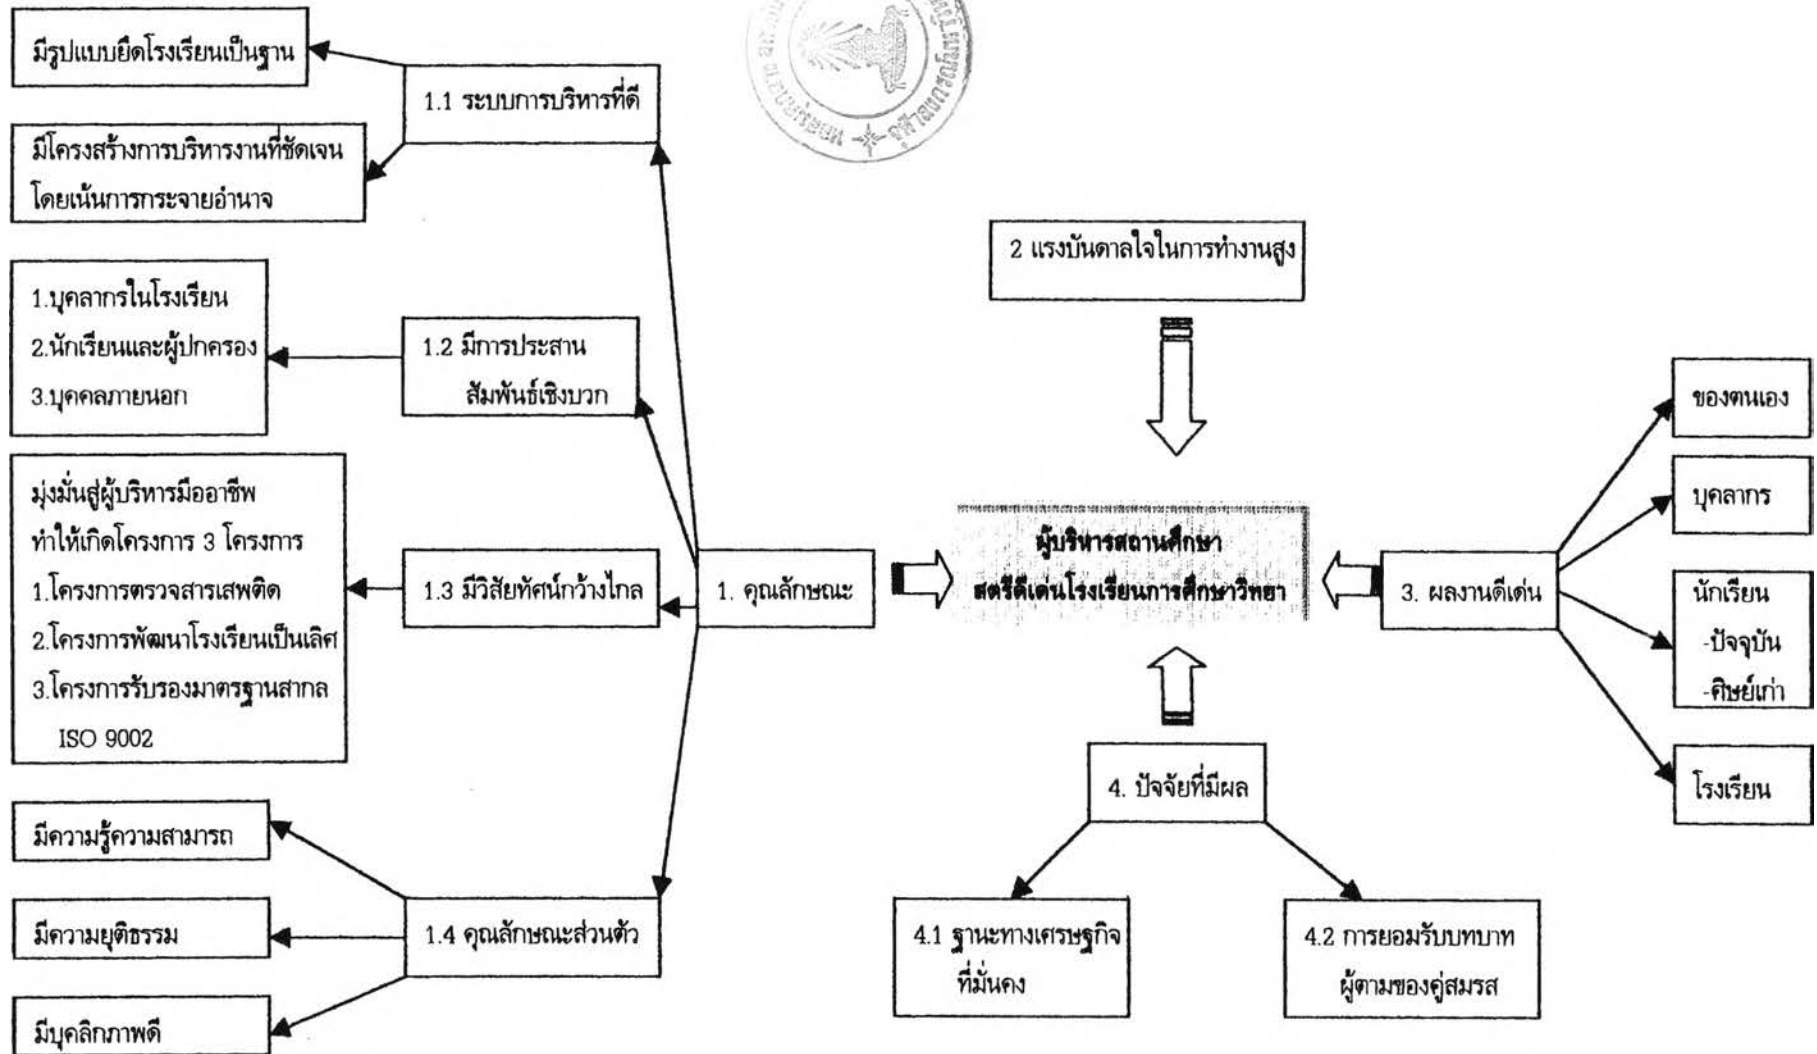 มีรูปแบบยึดโรงเรียนเป็นฐาน
1.1 ระบบการบริหารที่ดี
มีโครงสร้างการบริหารงานที่ชัดเจน
โดยเน้นการกระจายอำนาจ
1.บุคลากรในโรงเรียน
2.นักเรียนและผู้ปกครอง
3.บุคคลภายนอก
1.2 มีการประสาน
สัมพันธ์เชิงบวก
มุ่งมั่นสู่ผู้บริหารมืออาชีพ
ทำให้เกิดโครงการ 3 โครงการ
1.โครงการตรวจสารเสพติด
2.โครงการพัฒนาโรงเรียนเป็นเลิศ
3.โครงการรับรองมาตรฐานสากล
ISO 9002
1.3 มีวิสัยทัศน์กว้างไกล
มีความรู้ความสามารถ
มีความยุติธรรม
มีบุคลิกภาพดี
1.4 คุณลักษณะส่วนตัว
1. คุณลักษณะ
2 แรงบันดาลใจในการทำงานสูง
ผู้บริหารสถานศึกษา
สตรีดีเด่นโรงเรียนการศึกษาวิทยา
3. ผลงานดีเด่น
ของตนเอง
บุคลากร
นักเรียน
-ปัจจุบัน
-ศิษย์เก่า
โรงเรียน
4. ปัจจัยที่มีผล
4.1 ฐานะทางเศรษฐกิจ
ที่มั่นคง
4.2 การยอมรับบทบาท
ผู้ตามของคู่สมรส